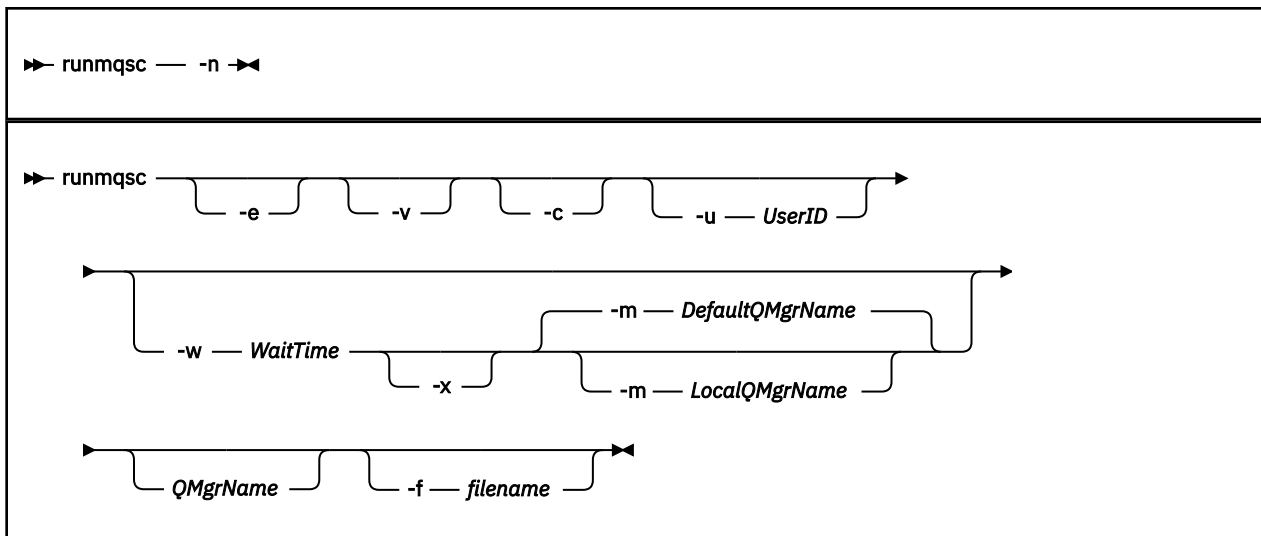 runmqsc -n
runmqsc
-e -v -c -u UserID
-m DefaultQMgrName
-w WaitTime
-x -m LocalQMgrName
QMgrName -f filename